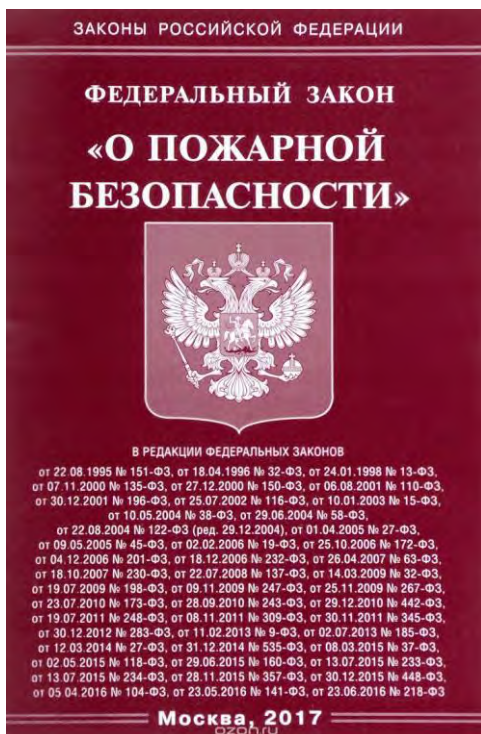 ЗАКОНЫ РОССИЙСКОЙ ФЕДЕРАЦИИ
ФЕДЕРАЛЬНЫЙ ЗАКОН
«О ПОЖАРНОЙ
БЕЗОПАСНОСТИ»
В РЕДАКЦИИ ФЕДЕРАЛЬНЫХ ЗАКОНОВ
от 22.08.1995 № 151-ФЗ, от 18.04.1996 № 32-ФЗ, от 24.01.1998 № 13-ФЗ,
от 07.11.2000 № 135-ФЗ, от 27.12.2000 № 150-ФЗ, от 06.08.2001 № 110-ФЗ,
от 30.12.2001 № 196-ФЗ, от 25.07.2002 № 116-ФЗ, от 10.01.2003 № 15-ФЗ,
от 10.05.2004 № 38-ФЗ, от 29.06.2004 № 58-ФЗ,
от 22.08.2004 № 122-ФЗ (ред. 29.12.2004), от 01.04.2005 № 27-ФЗ,
от 09.05.2005 № 45-ФЗ, от 02.02.2006 № 19-ФЗ, от 25.10.2006 № 172-ФЗ,
от 04.12.2006 № 201-ФЗ, от 18.12.2006 № 232-ФЗ, от 26.04.2007 № 63-ФЗ,
от 18.10.2007 № 230-ФЗ, от 22.07.2008 № 137-ФЗ, от 14.03.2009 № 32-ФЗ,
от 19.07.2009 № 198-ФЗ, от 09.11.2009 № 247-ФЗ, от 25.11.2009 № 267-ФЗ,
от 23.07.2010 № 173-ФЗ, от 28.09.2010 № 243-ФЗ, от 29.12.2010 № 442-ФЗ,
от 19.07.2011 № 248-ФЗ, от 08.11.2011 № 309-ФЗ, от 30.11.2011 № 345-ФЗ,
от 30.12.2012 № 283-ФЗ, от 11.02.2013 № 9-ФЗ, от 02.07.2013 № 185-ФЗ,
от 12.03.2014 № 27-ФЗ, от 31.12.2014 № 535-ФЗ, от 08.03.2015 № 37-ФЗ,
от 02.05.2015 № 118-ФЗ, от 29.06.2015 № 160-ФЗ, от 13.07.2015 № 233-ФЗ,
от 13.07.2015 № 234-ФЗ, от 28.11.2015 № 357-ФЗ, от 30.12.2015 № 448-ФЗ,
от 05 04.2016 № 104-ФЗ, от 23.05.2016 № 141-ФЗ, от 23.06.2016 № 218-ФЗ
Москва, 2017
ozon.ru